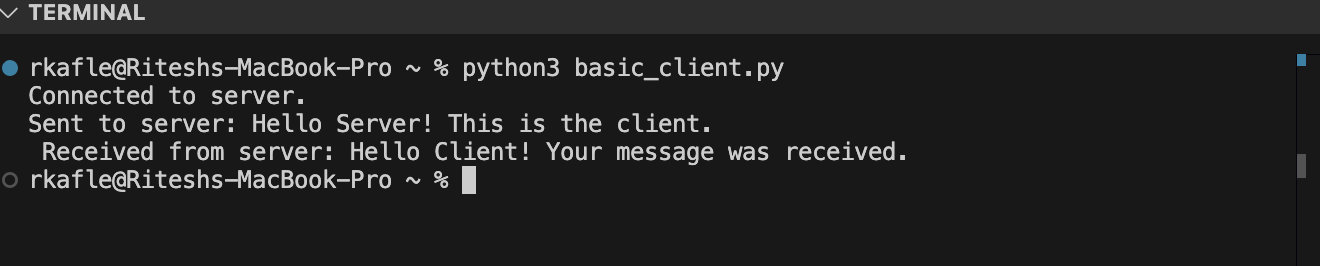 TERMINAL
rkafle@Riteshs-MacBook-Pro ~ % python3 basic_client.py
Connected to server.
Sent to server: Hello Server! This is the client.
 Received from server: Hello Client! Your message was received.
rkafle@Riteshs-MacBook-Pro ~ %